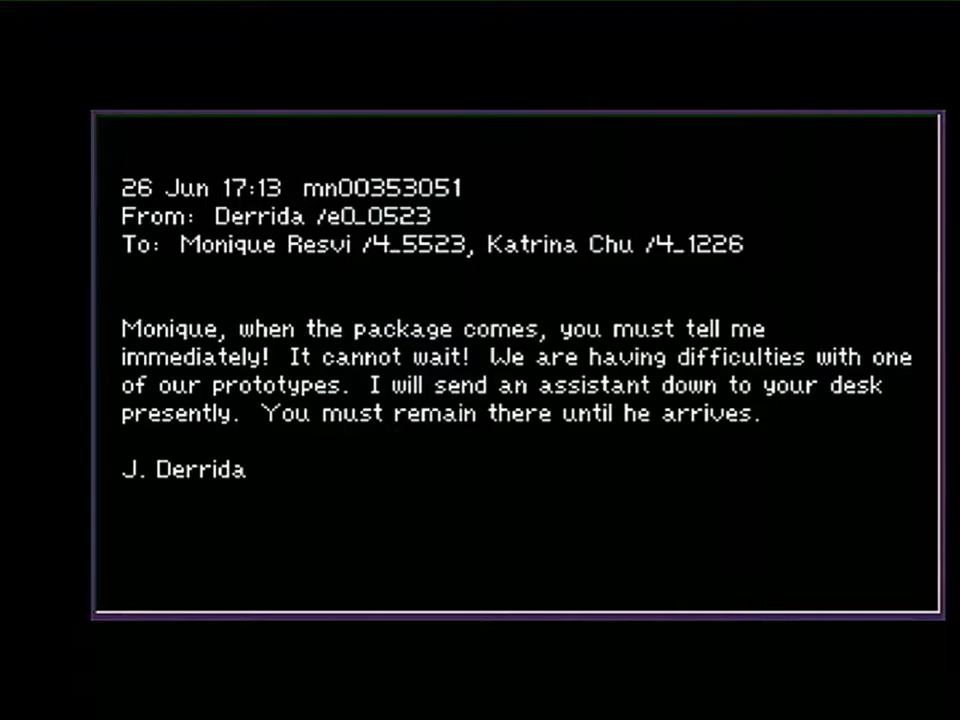 26 Jun 17:13 mn00353051
From: Derrida /e0_0523
To: Monique Resvi /4_5523, Katrina Chu /4_1226
Monique, when the package comes, you must tell me
immediately! It cannot wait! We are having difficulties with one
of our prototypes. I will send an assistant down to your desk
presently. You must remain there until he arrives.
J. Derrida